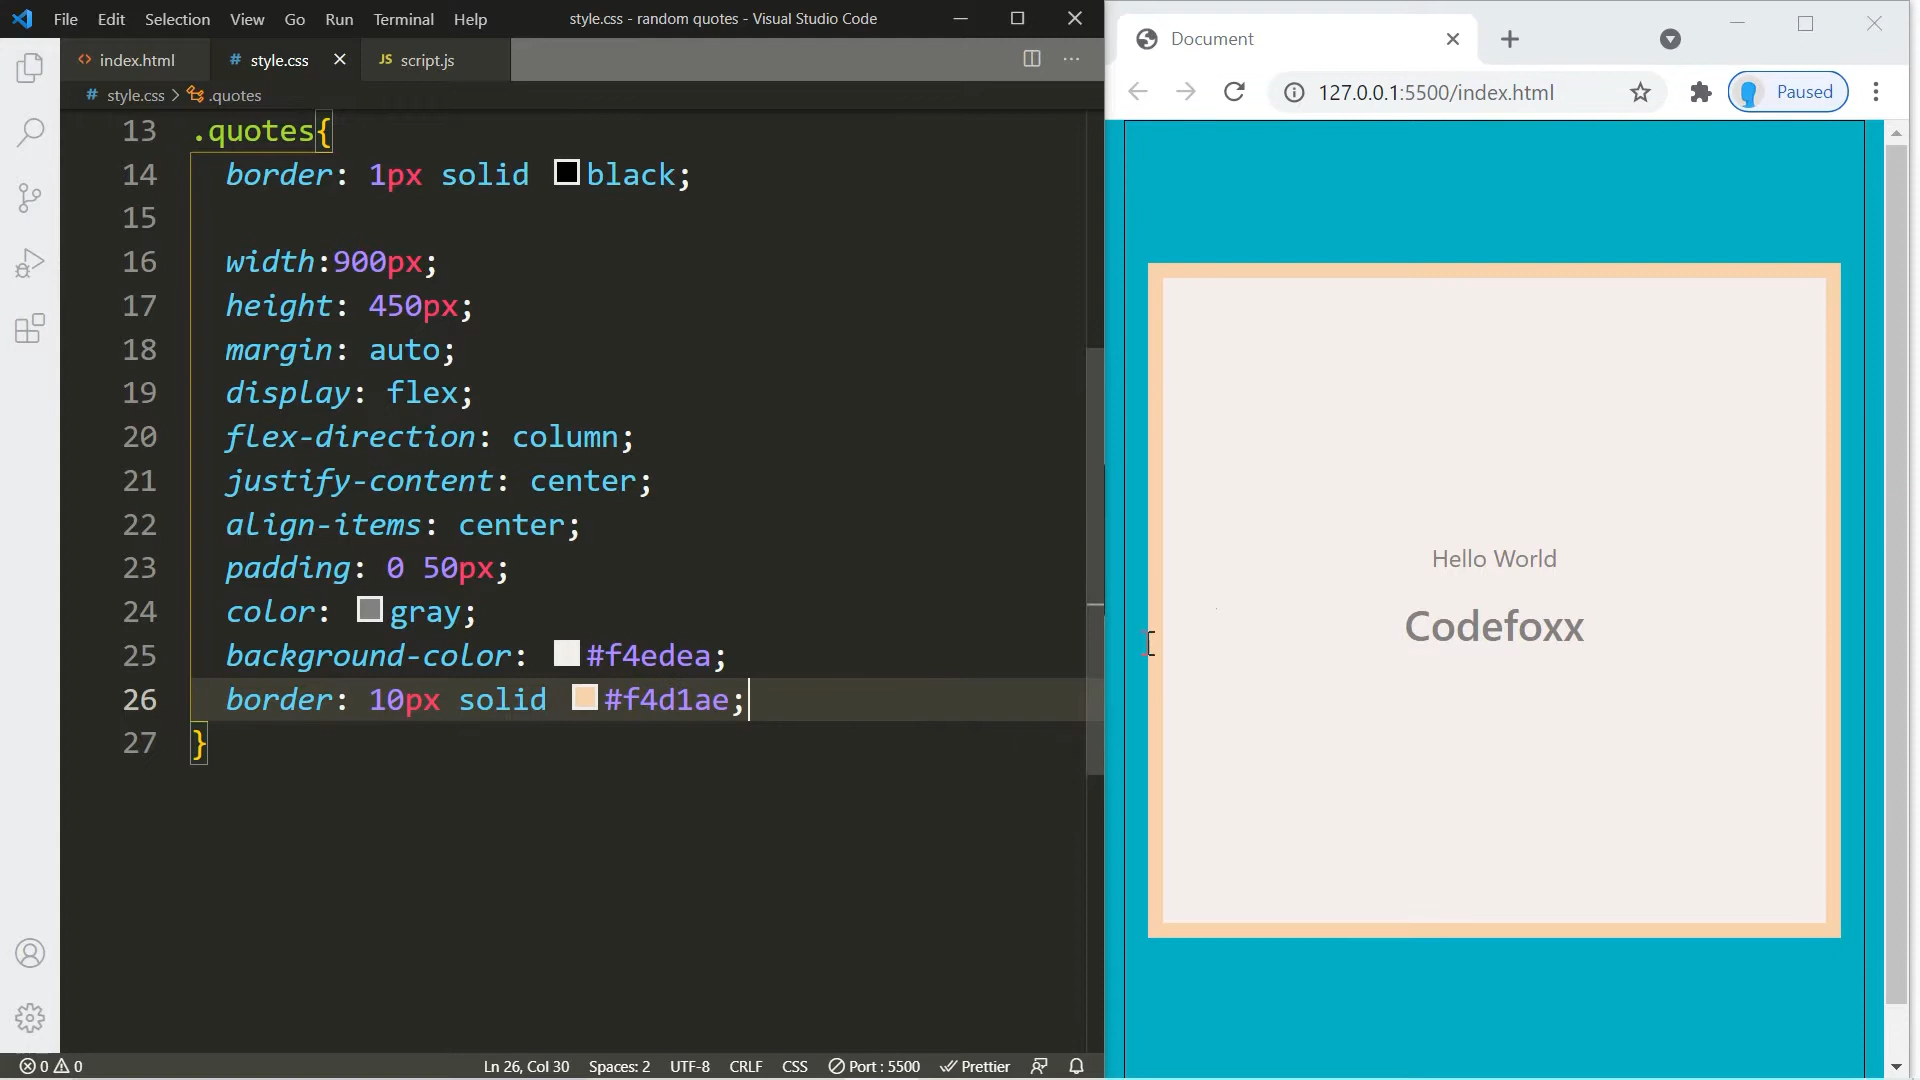 File Edit Selection View Go Run Terminal Help style.css - random quotes - Visual Studio Code
index.html # style.css JS script.js
# style.css > .quotes
13 .quotes{
14 border: 1px solid black;
15
16 width:900px;
17 height: 450px;
18 margin: auto;
19 display: flex;
20 flex-direction: column;
21 justify-content: center;
22 align-items: center;
23 padding: 0 50px;
24 color: gray;
25 background-color: #f4edea;
26 border: 10px solid #f4d1ae;
27 }
0 0 Ln 26, Col 30 Spaces: 2 UTF-8 CRLF CSS Port : 5500 Prettier
Document
127.0.0.1:5500/index.html Paused
Hello World
Codefoxx